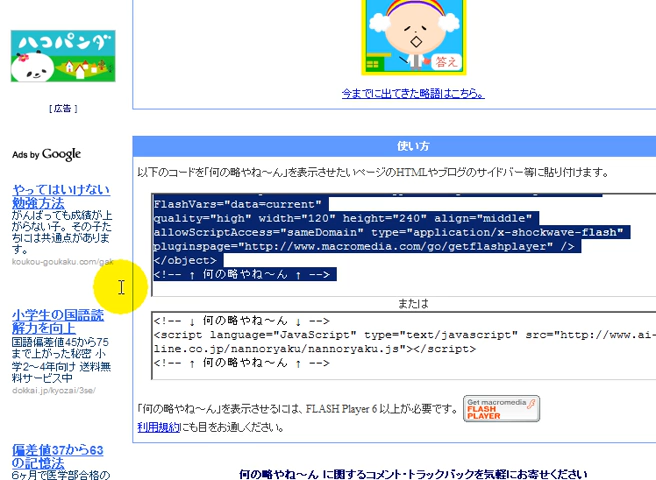 ハコパンダ
答え
[ 広告 ]
今までに出てきた略語はこちら。
Ads by Google
使い方
以下のコードを「何の略やね～ん」を表示させたいページのHTMLやブログのサイドバー等に貼り付けます。
やってはいけない
勉強方法
がんばっても成績が上
がらない子。その子た
ちには共通点がありま
す。
koukou-goukaku.com/gak
FlashVars="data=current"
quality="high" width="120" height="240" align="middle"
allowScriptAccess="sameDomain" type="application/x-shockwave-flash"
pluginspage="http://www.macromedia.com/go/getflashplayer" />
</object>
<!-- ↑ 何の略やね～ん ↑ -->
または
小学生の国語読
解力を向上
国語偏差値45から75
まで上がった秘密 小
学2～4年向け 送料無
料サービス中
dokkai.jp/kyozai/3se/
<!-- ↓ 何の略やね～ん ↓ -->
<script language="JavaScript" type="text/javascript" src="http://www.ai-
line.co.jp/nannoryaku/nannoryaku.js"></script>
<!-- ↑ 何の略やね～ん ↑ -->
「何の略やね～ん」を表示させるには、FLASH Player 6 以上が必要です。
Get macromedia
FLASH
PLAYER
利用規約にも目をお通しください。
偏差値37から63
の記憶法
6ヶ月で医学部合格の
何の略やね～ん に関するコメント・トラックバックを気軽にお寄せください